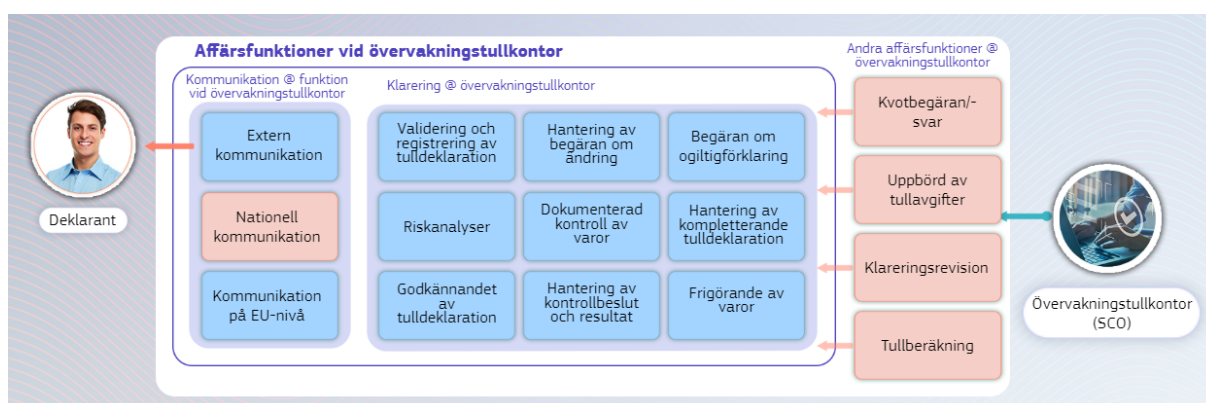 Affärsfunktioner vid övervakningstullkontor
Kommunikation @ funktion
vid övervakningstullkontor
Extern
kommunikation
Nationell
kommunikation
Kommunikation
på EU-nivå
Klarering @ övervakningstullkontor
Validering och
registrering av
tulldeklaration
Hantering av
begäran om
ändring
Begäran om
ogiltigförklaring
Riskanalyser
Dokumenterad
kontroll av
varor
Hantering av
kompletterande
tulldeklaration
Godkännandet
av
tulldeklaration
Hantering av
kontrollbeslut
och resultat
Frigörande av
varor
Andra affärsfunktioner @
övervakningstullkontor
Kvotbegäran/-
svar
Uppbörd av
tullavgifter
Klareringsrevision
Tullberäkning
Deklarant
Övervakningstullkontor
(SCO)